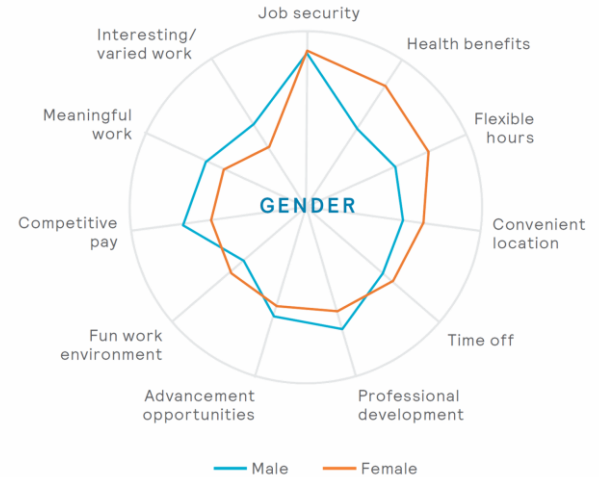 Job security
Interesting/
varied work
Health benefits
Meaningful
work
Flexible
hours
GENDER
Competitive
pay
Convenient
location
Fun work
environment
Time off
Advancement
opportunities
Professional
development
Male
Female